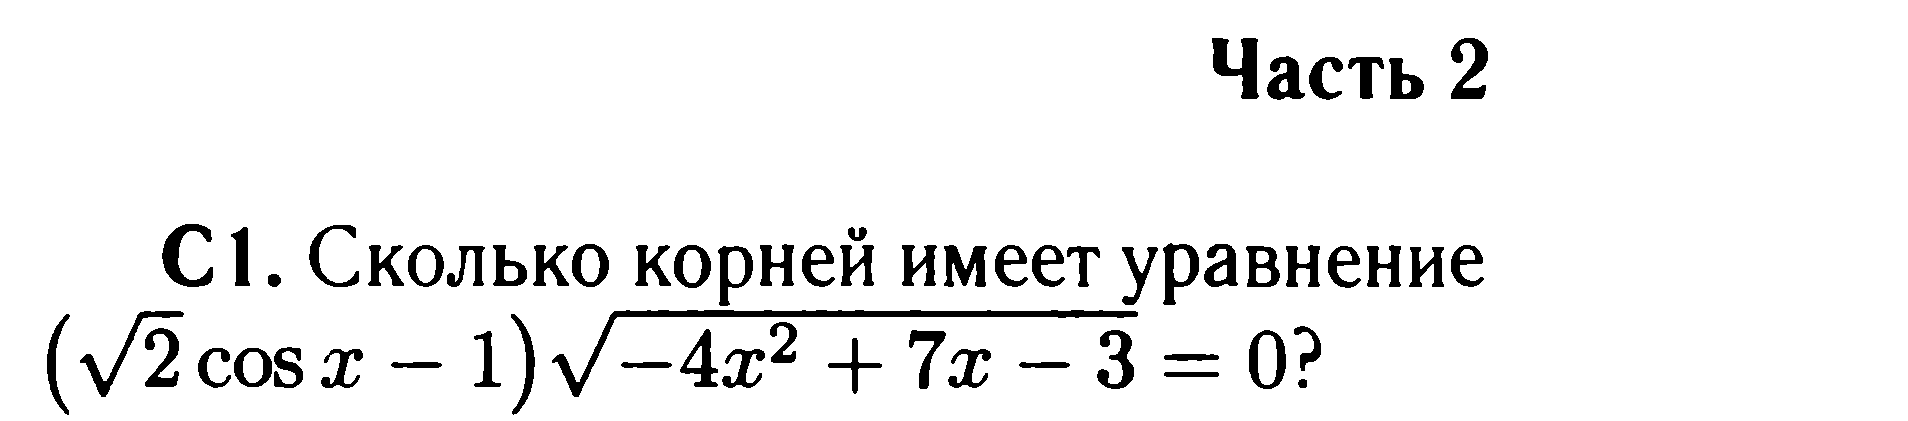 Часть 2
С1. Сколько корней имеет уравнение
(√2 cos x − 1)√−4x² + 7x − 3 = 0?